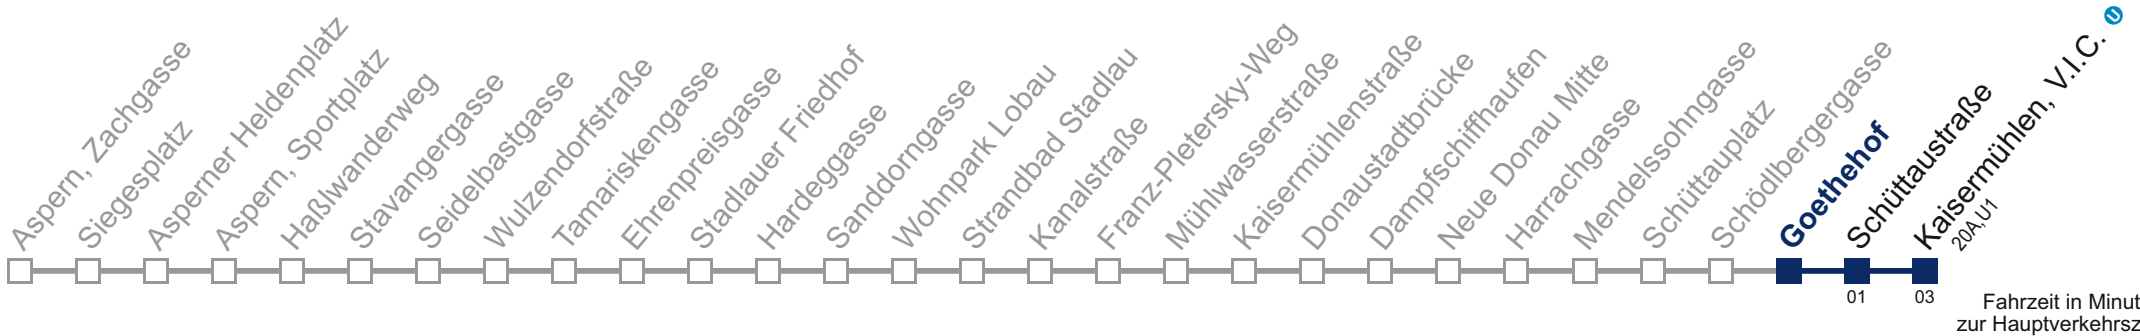 Aspern, Zachgasse
Siegesplatz
Asperner Heldenplatz
Aspern, Sportplatz
Haßlwanderweg
Stavangergasse
Seidelbastgasse
Wulzendorfstraße
Tamariskengasse
Ehrenpreisgasse
Stadlauer Friedhof
Hardeggasse
Sanddorngasse
Wohnpark Lobau
Strandbad Stadlau
Kanalstraße
Franz-Pletersky-Weg
Mühlwasserstraße
Kaisermühlenstraße
Donaustadtbrücke
Dampfschiffhaufen
Neue Donau Mitte
Harrachgasse
Mendelssohngasse
Schüttauplatz
Schödlbergergasse
Goethehof
Schüttaustraße
Kaisermühlen, V.I.C. U
20A,U1
01
03
Fahrzeit in Minut
zur Hauptverkehrsz